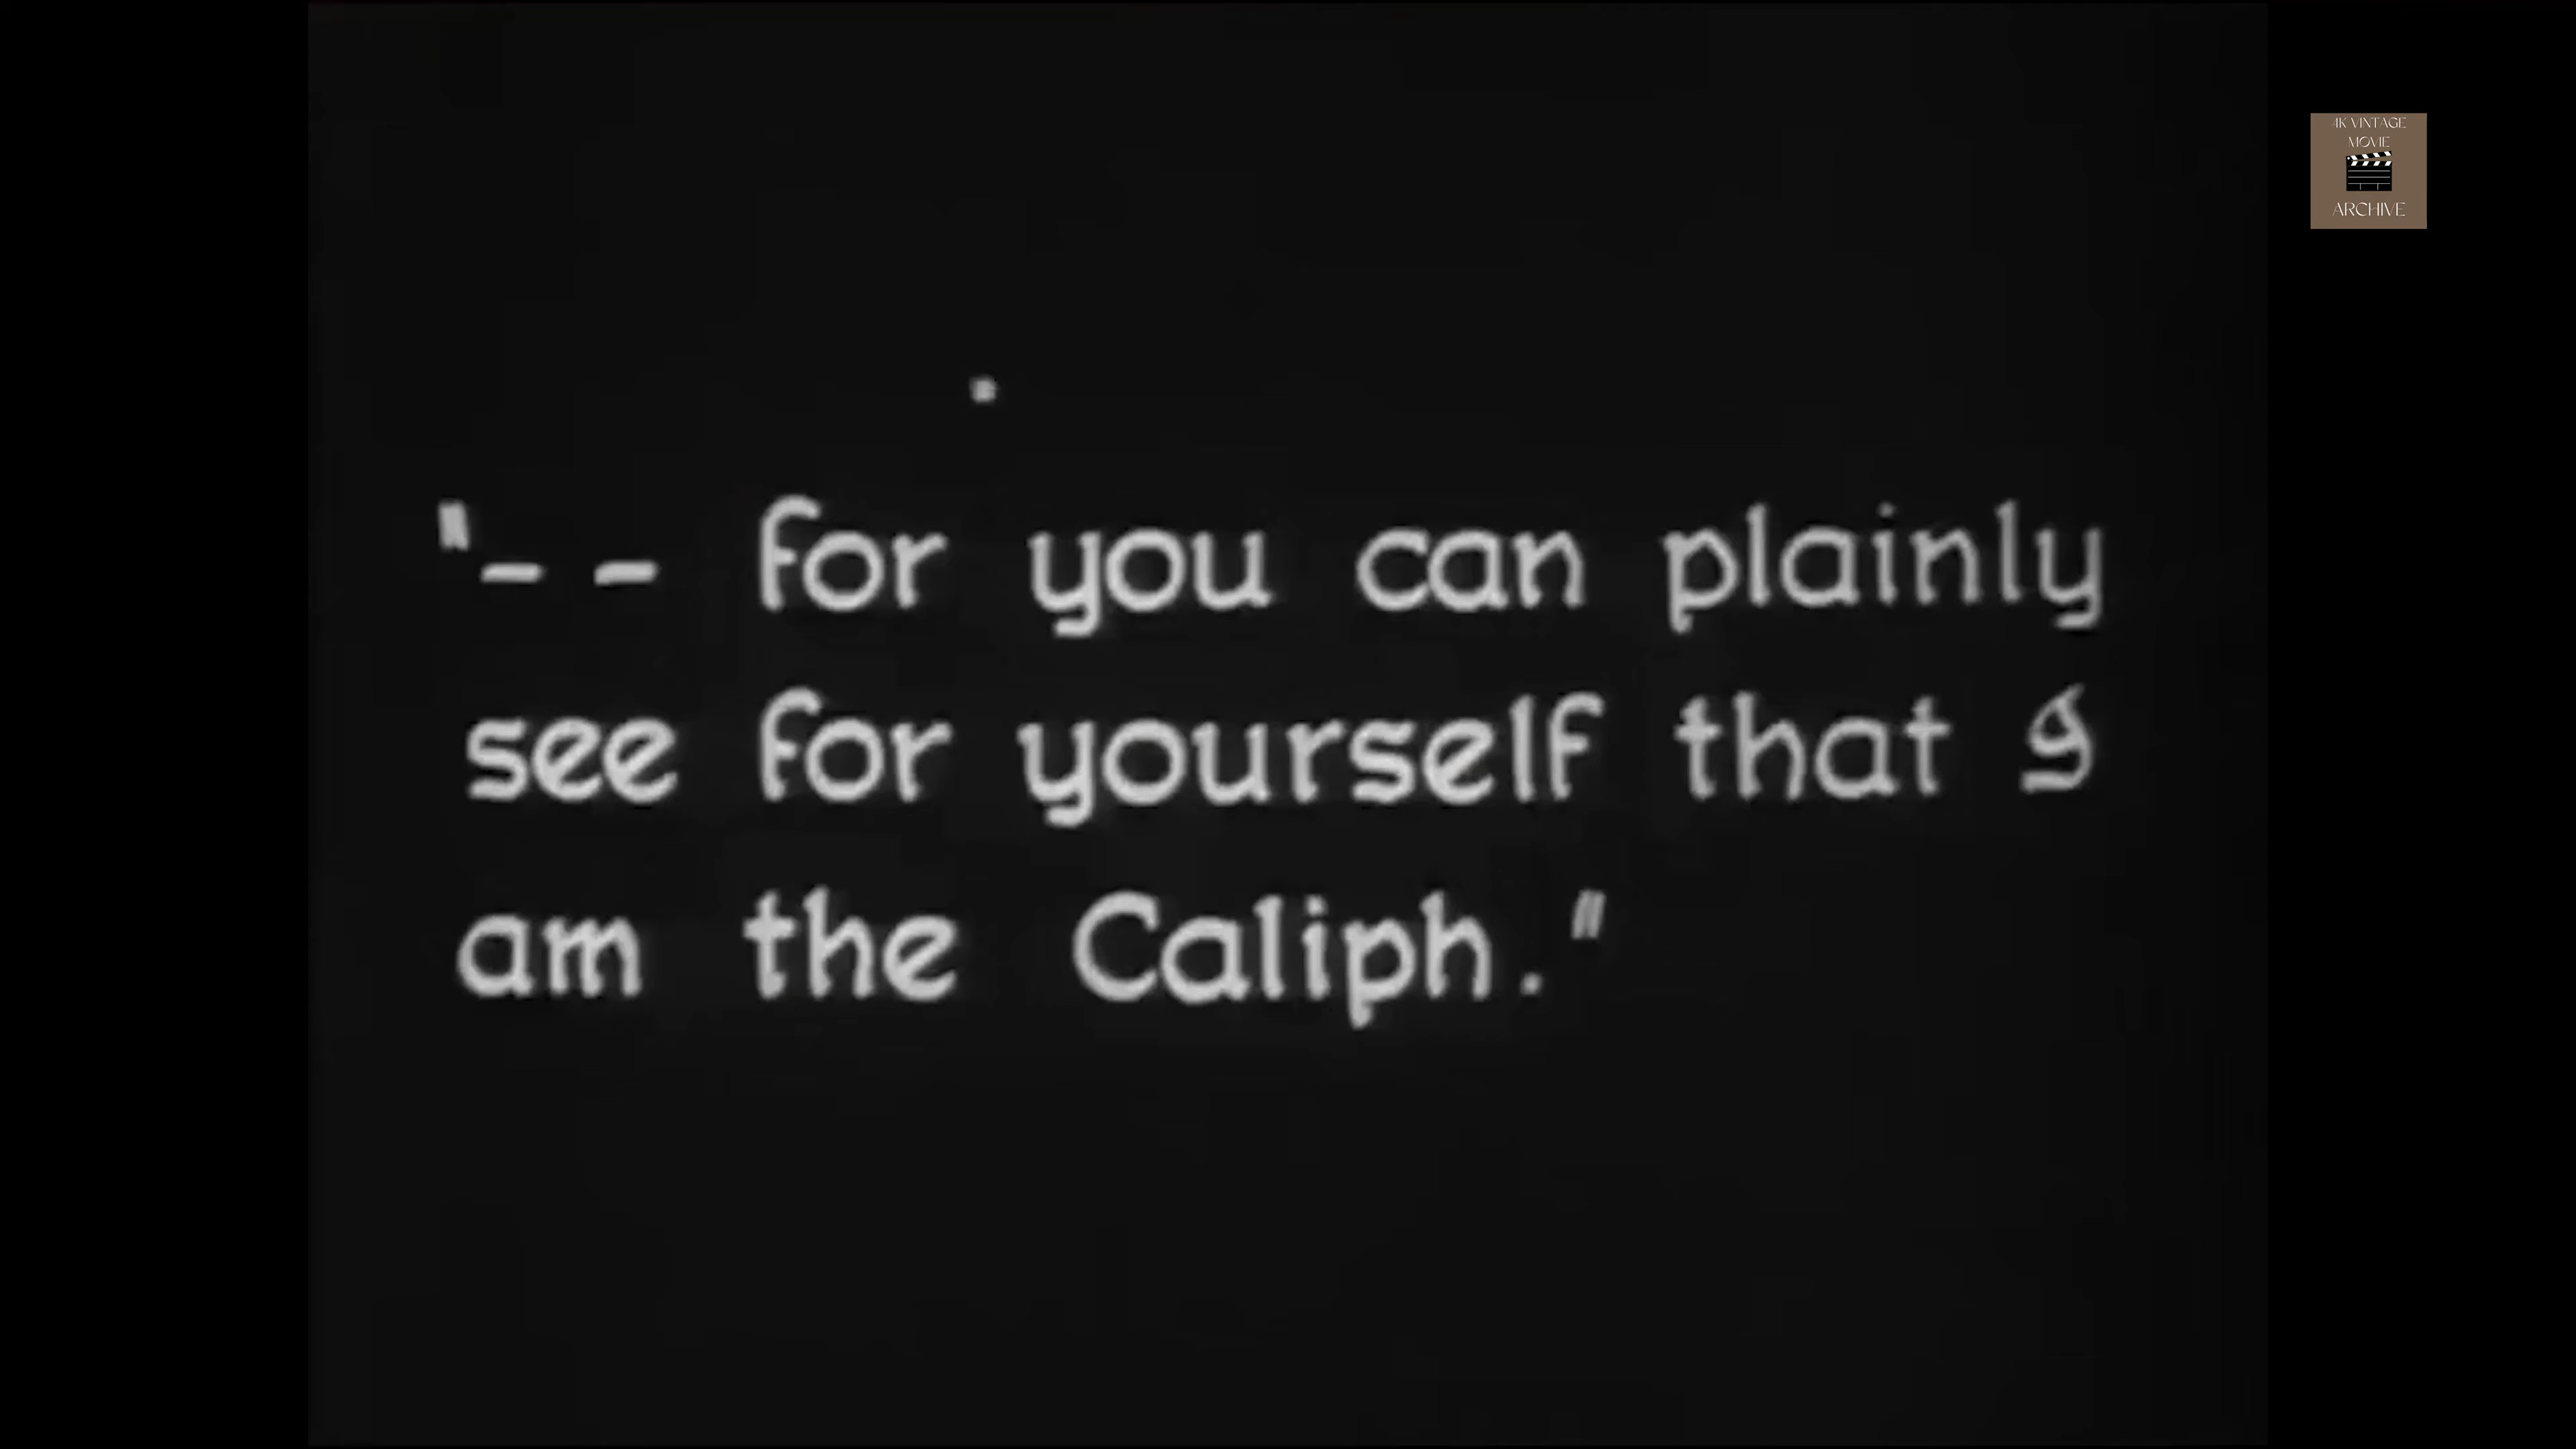 4K VINTAGE
MOVIE
ARCHIVE
"-- for you can plainly
see for yourself that I
am the Caliph."